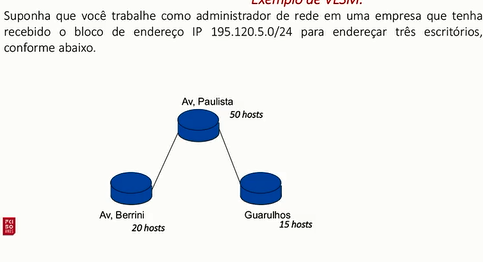 Exemplo de VLSM:
Suponha que você trabalhe como administrador de rede em uma empresa que tenha
recebido o bloco de endereço IP 195.120.5.0/24 para endereçar três escritórios,
conforme abaixo.
Av, Paulista
50 hosts
Av, Berrini
20 hosts
Guarulhos
15 hosts